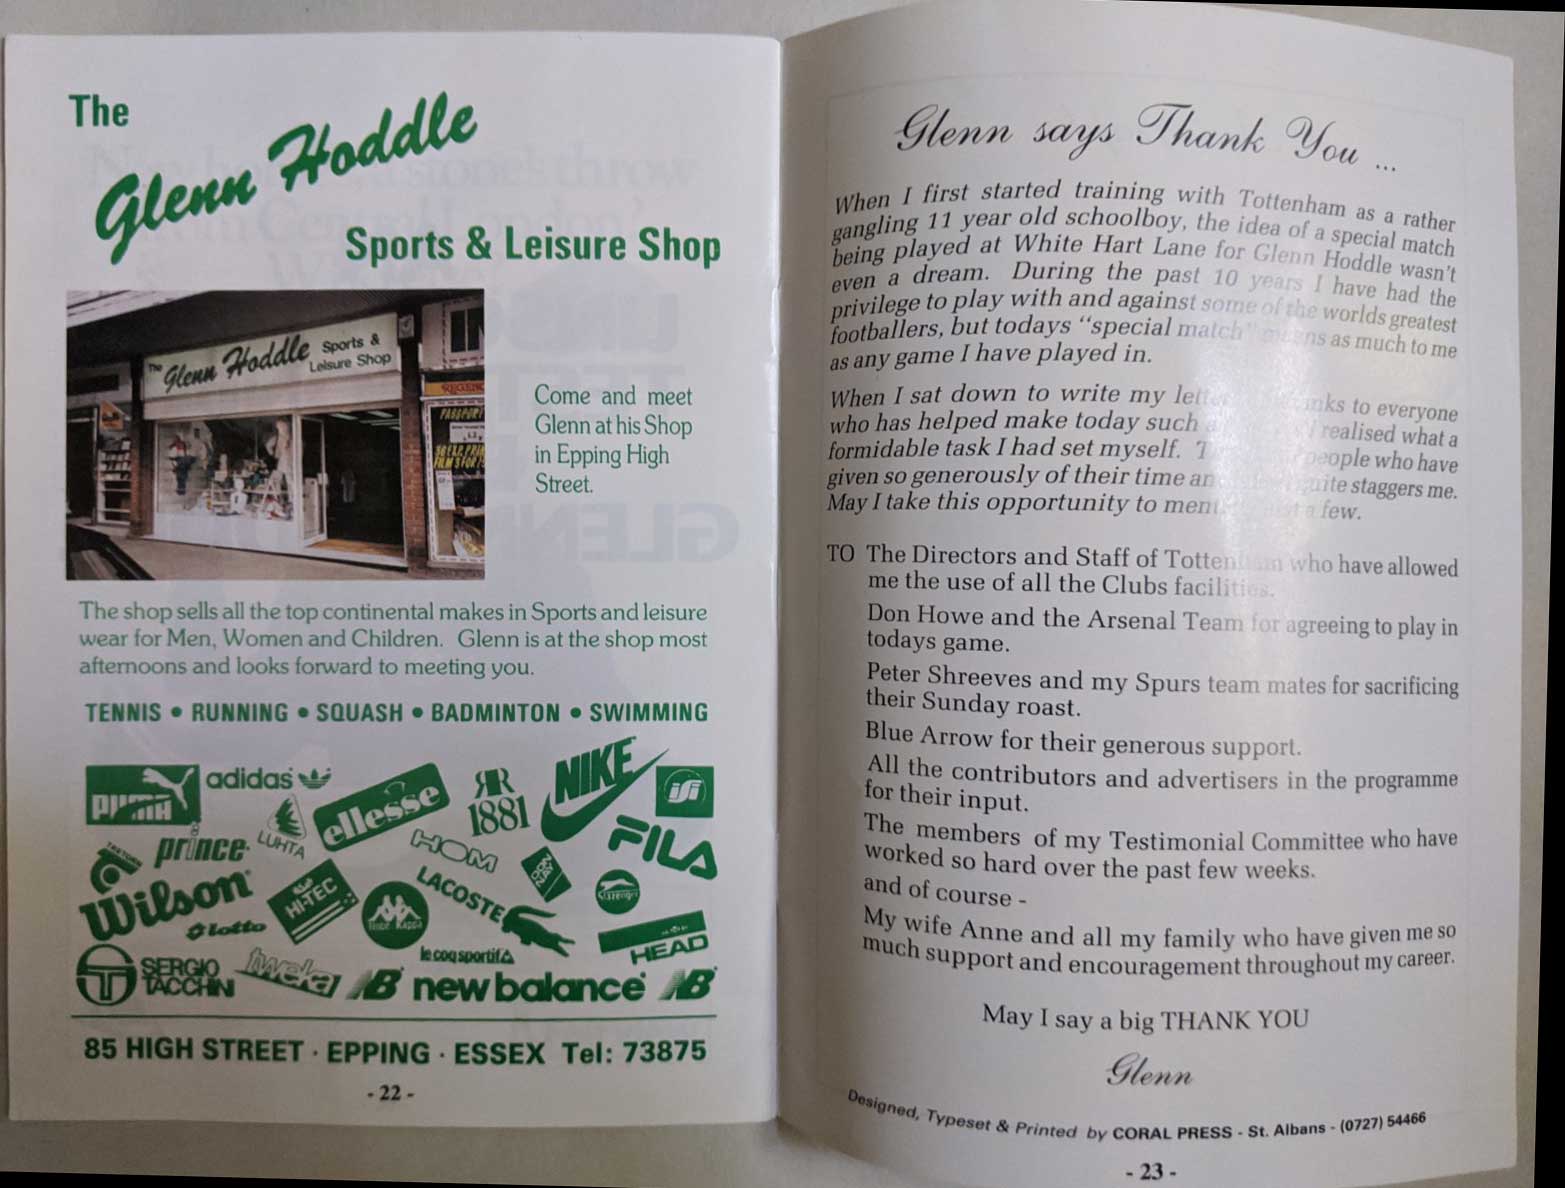 The
Glenn Hoddle
Sports & Leisure Shop
The Glenn Hoddle Sports &
Leisure Shop
REGENC
PASSPORT
Come and meet
Glenn at his Shop
in Epping High
Street.
The shop sells all the top continental makes in Sports and leisure
wear for Men, Women and Children. Glenn is at the shop most
afternoons and looks forward to meeting you.
TENNIS • RUNNING • SQUASH • BADMINTON • SWIMMING
PUMA
adidas
LUHTA
ellesse
RR
1881
NIKE
isi
prince
HOM
FILA
TRETORN
Wilson
HI-TEC
LACOSTE
DON NAY
Slazenger
lotto
Kappa
le coq sportif
HEAD
SERGIO
TACCHINI
tweka
NB new balance NB
85 HIGH STREET · EPPING · ESSEX Tel: 73875
- 22 -
Glenn says Thank You ...
When I first started training with Tottenham as a rather
gangling 11 year old schoolboy, the idea of a special match
being played at White Hart Lane for Glenn Hoddle wasn't
even a dream. During the past 10 years I have had the
privilege to play with and against some of the worlds greatest
footballers, but todays "special match" means as much to me
as any game I have played in.
When I sat down to write my to everyone
who has helped make today such realised what a
formidable task I had set myself. people who have
given so generously of their time quite staggers me.
May I take this opportunity to a few.
TO The Directors and Staff of Tottenham who have allowed
me the use of all the Clubs facilities.
Don Howe and the Arsenal Team for agreeing to play in
todays game.
Peter Shreeves and my Spurs team mates for sacrificing
their Sunday roast.
Blue Arrow for their generous support.
All the contributors and advertisers in the programme
for their input.
The members of my Testimonial Committee who have
worked so hard over the past few weeks.
and of course -
My wife Anne and all my family who have given me so
much support and encouragement throughout my career.
May I say a big THANK YOU
Glenn
Designed, Typeset & Printed by CORAL PRESS - St. Albans - (0727) 54466
- 23 -